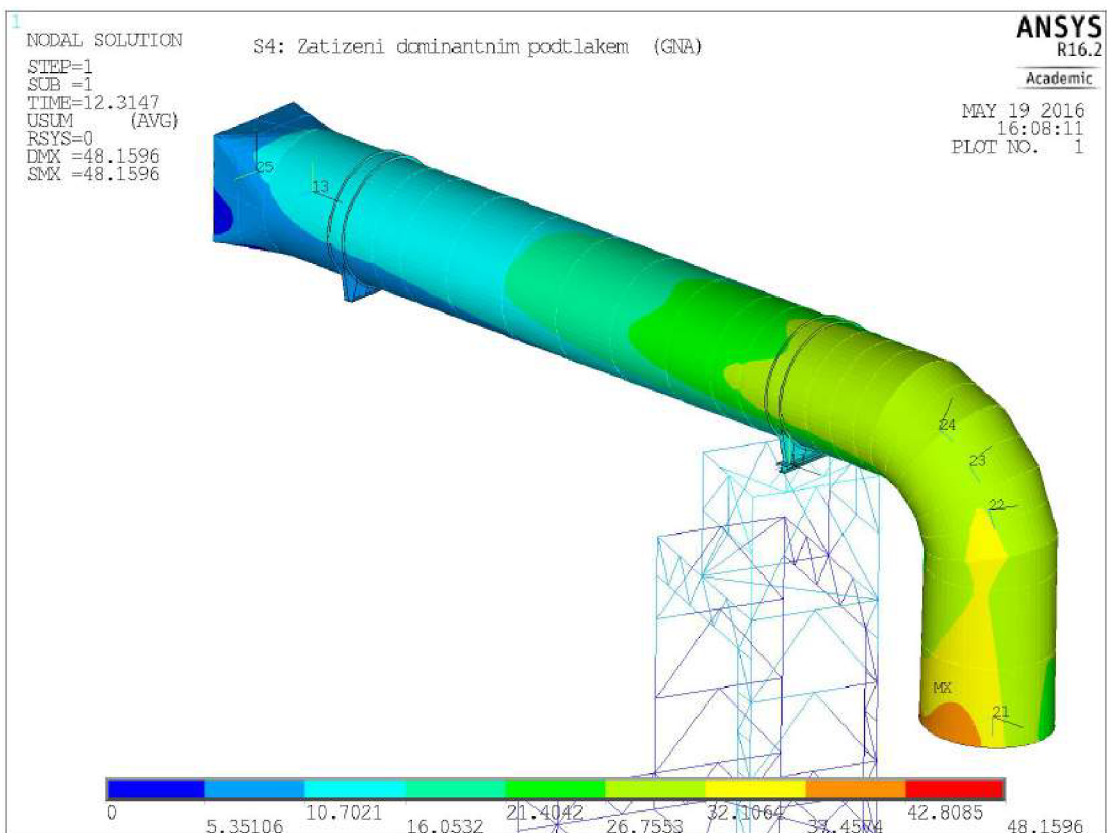 1
NODAL SOLUTION
STEP=1
SUB =1
TIME=12.3147
USUM (AVG)
RSYS=0
DMX =48.1596
SMX =48.1596
S4: Zatizeni dominantnim podtlakem (GNA)
ANSYS
R16.2
Academic
MAY 19 2016
16:08:11
PLOT NO. 1
25
13
24
23
22
MX
21
0 10.7021 21.4042 32.1064 42.8085
5.35106 16.0532 26.7553 37.4574 48.1596